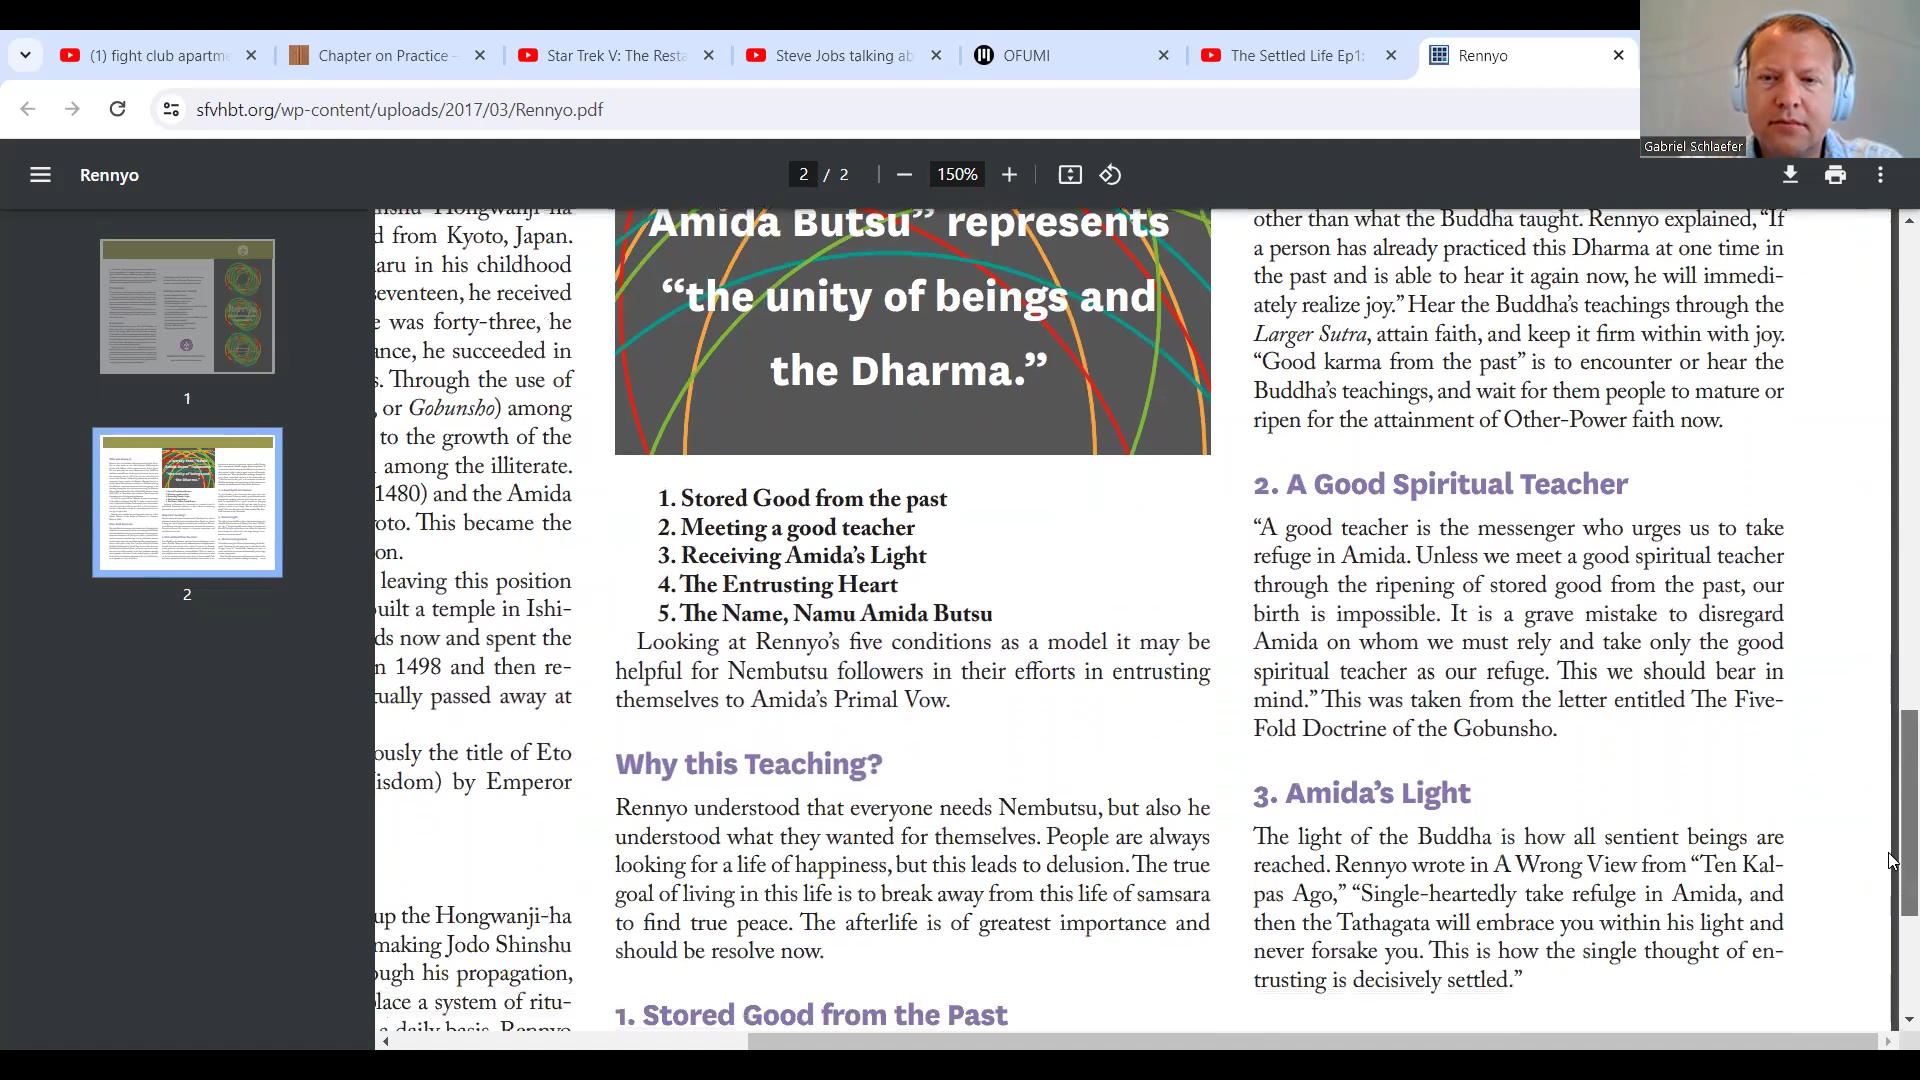 (1) fight club apartm
Chapter on Practice –
Star Trek V: The Resta
Steve Jobs talking ab
OFUMI
The Settled Life Ep1:
Rennyo
sfvhbt.org/wp-content/uploads/2017/03/Rennyo.pdf
Gabriel Schlaefer
Rennyo
2 / 2
150%
1
2
d from Kyoto, Japan.
aru in his childhood
seventeen, he received
e was forty-three, he
ance, he succeeded in
s. Through the use of
or Gobunsho) among
to the growth of the
among the illiterate.
1480) and the Amida
oto. This became the
on.
leaving this position
uilt a temple in Ishi-
ds now and spent the
n 1498 and then re-
tually passed away at
ously the title of Eto
isdom) by Emperor
up the Hongwanji-ha
making Jodo Shinshu
ough his propagation,
place a system of ritu-
a daily basis. Rennyo
Amida Butsu” represents
“the unity of beings and
the Dharma.”
1. Stored Good from the past
2. Meeting a good teacher
3. Receiving Amida’s Light
4. The Entrusting Heart
5. The Name, Namu Amida Butsu
Looking at Rennyo’s five conditions as a model it may be
helpful for Nembutsu followers in their efforts in entrusting
themselves to Amida’s Primal Vow.
Why this Teaching?
Rennyo understood that everyone needs Nembutsu, but also he
understood what they wanted for themselves. People are always
looking for a life of happiness, but this leads to delusion. The true
goal of living in this life is to break away from this life of samsara
to find true peace. The afterlife is of greatest importance and
should be resolve now.
1. Stored Good from the Past
other than what the Buddha taught. Rennyo explained, “If
a person has already practiced this Dharma at one time in
the past and is able to hear it again now, he will immedi-
ately realize joy.” Hear the Buddha’s teachings through the
Larger Sutra, attain faith, and keep it firm within with joy.
“Good karma from the past” is to encounter or hear the
Buddha’s teachings, and wait for them people to mature or
ripen for the attainment of Other-Power faith now.
2. A Good Spiritual Teacher
“A good teacher is the messenger who urges us to take
refuge in Amida. Unless we meet a good spiritual teacher
through the ripening of stored good from the past, our
birth is impossible. It is a grave mistake to disregard
Amida on whom we must rely and take only the good
spiritual teacher as our refuge. This we should bear in
mind.” This was taken from the letter entitled The Five-
Fold Doctrine of the Gobunsho.
3. Amida’s Light
The light of the Buddha is how all sentient beings are
reached. Rennyo wrote in A Wrong View from “Ten Kal-
pas Ago,” “Single-heartedly take refulge in Amida, and
then the Tathagata will embrace you within his light and
never forsake you. This is how the single thought of en-
trusting is decisively settled.”